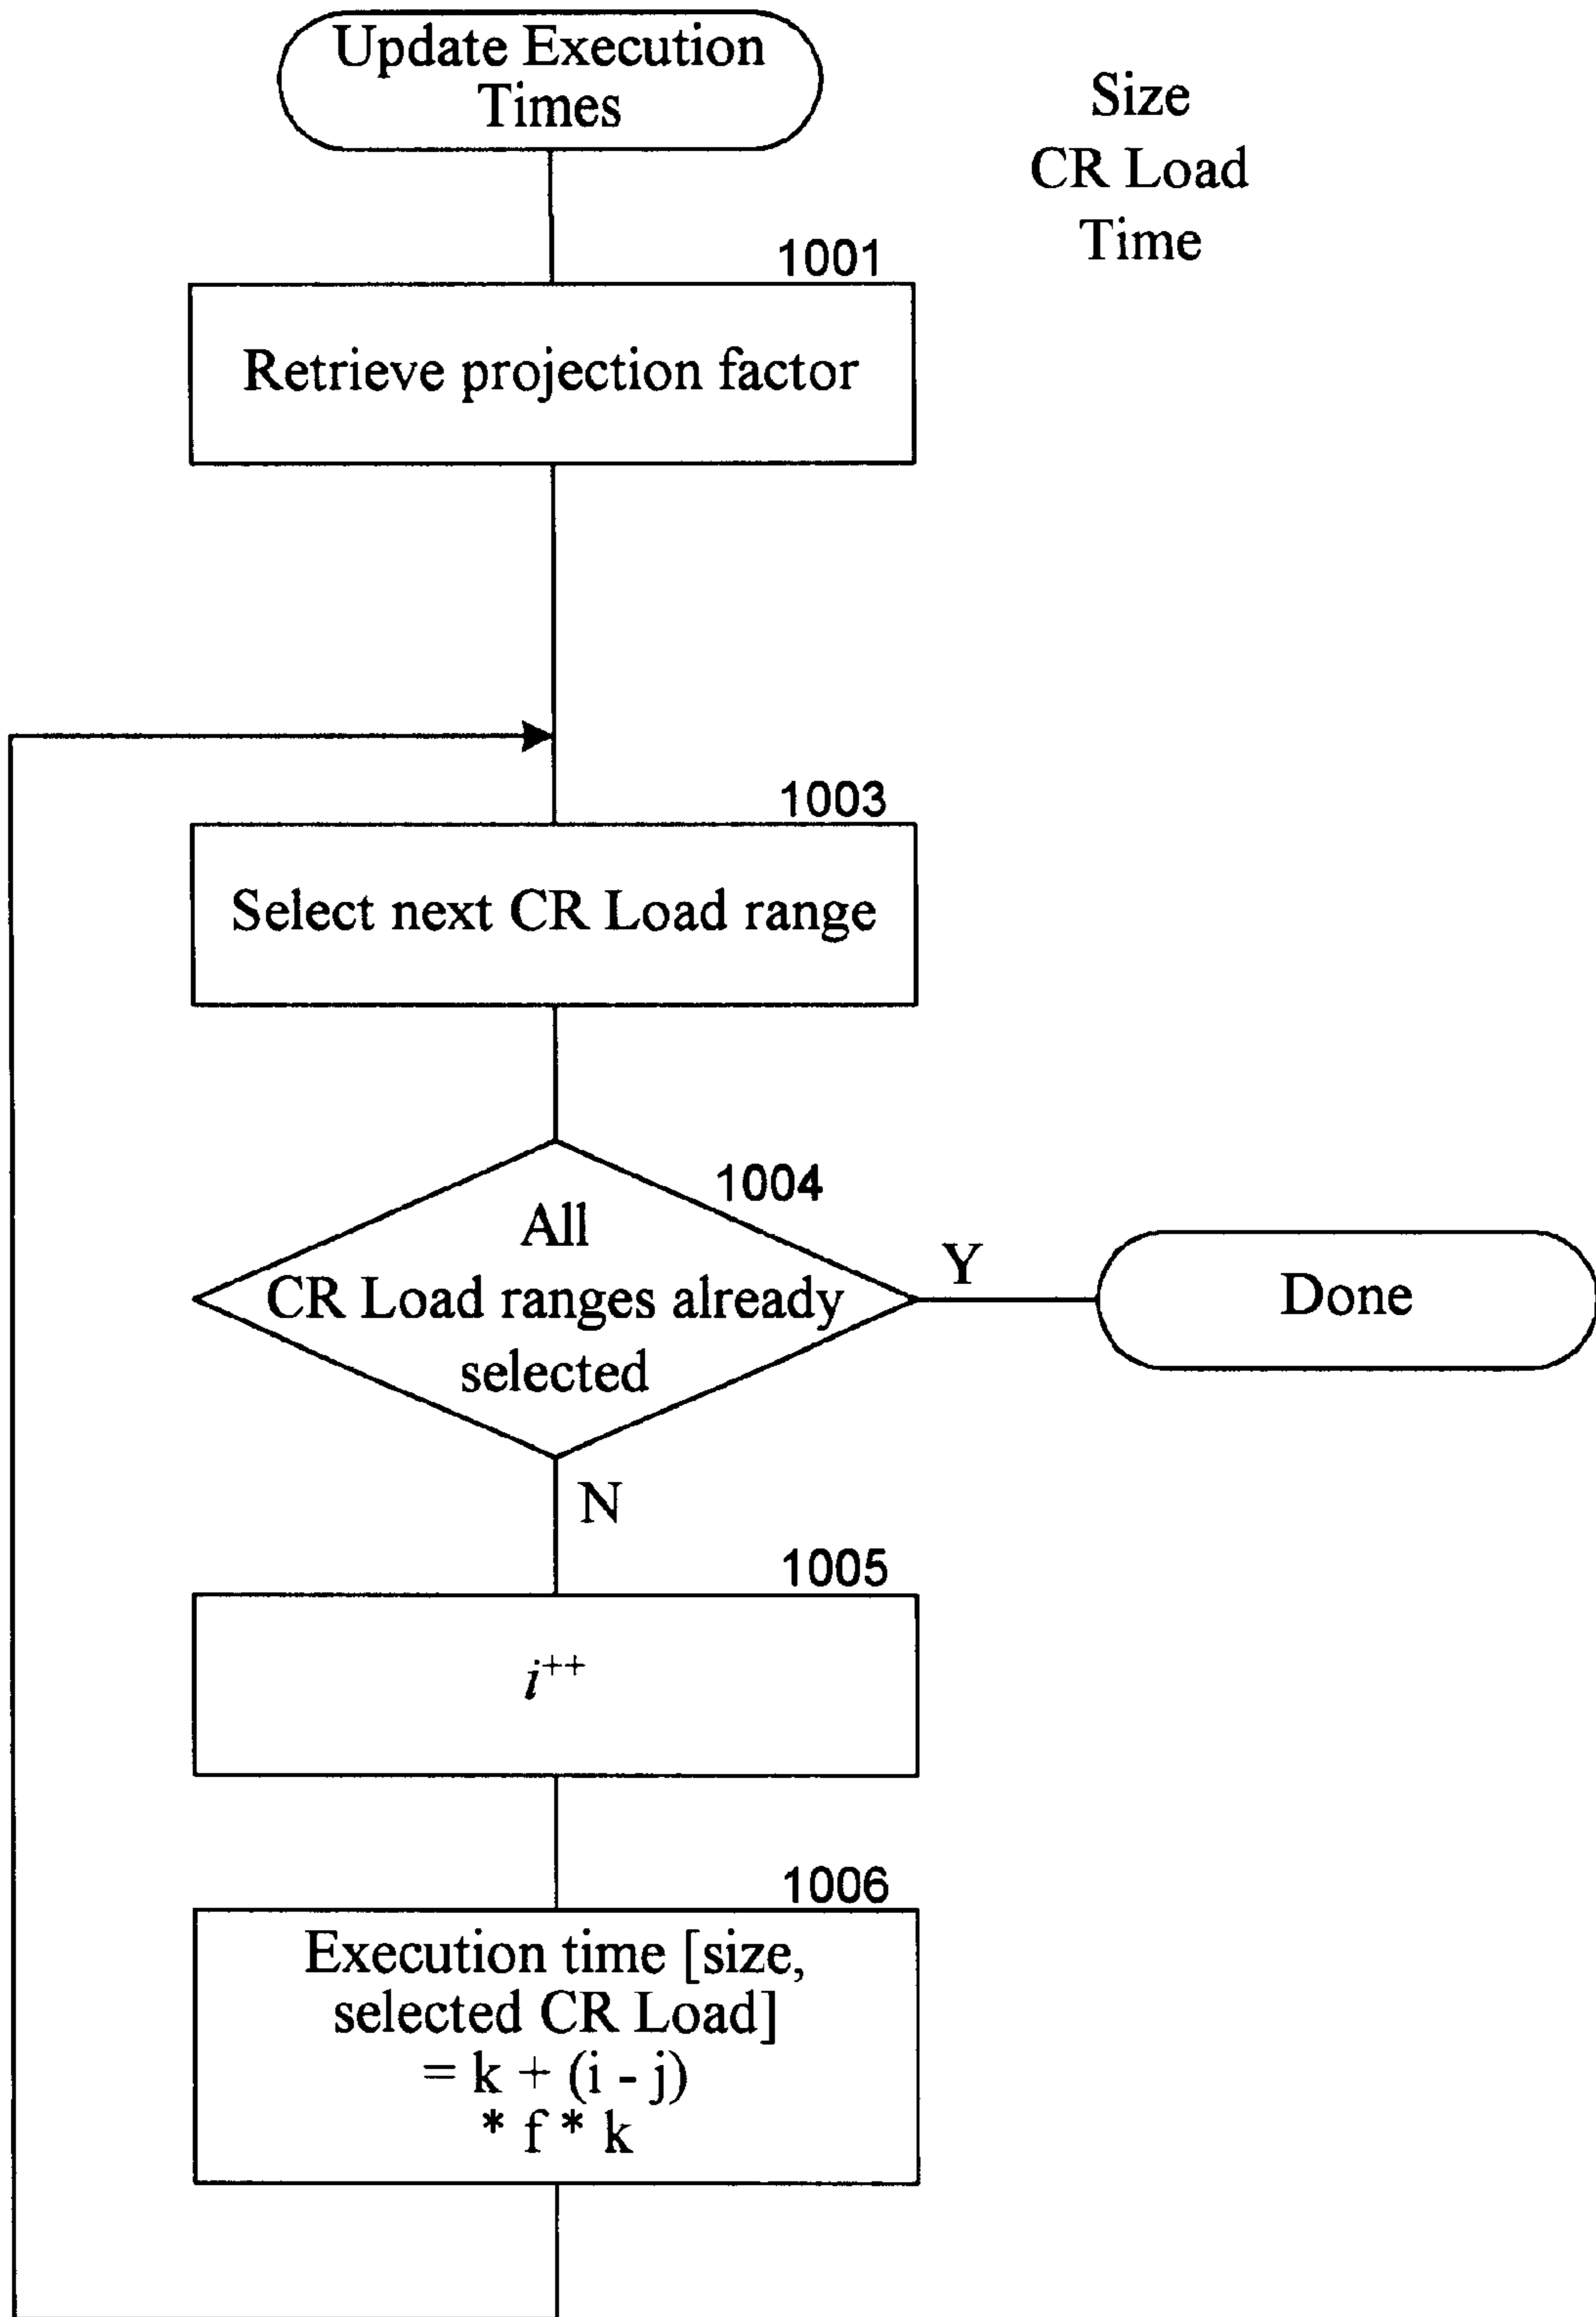 Update Execution
Times
Size
CR Load
Time
1001
Retrieve projection factor
1003
Select next CR Load range
1004
All
CR Load ranges already
selected
Y
Done
N
1005
i++
1006
Execution time [size,
selected CR Load]
= k + (i - j)
* f * k